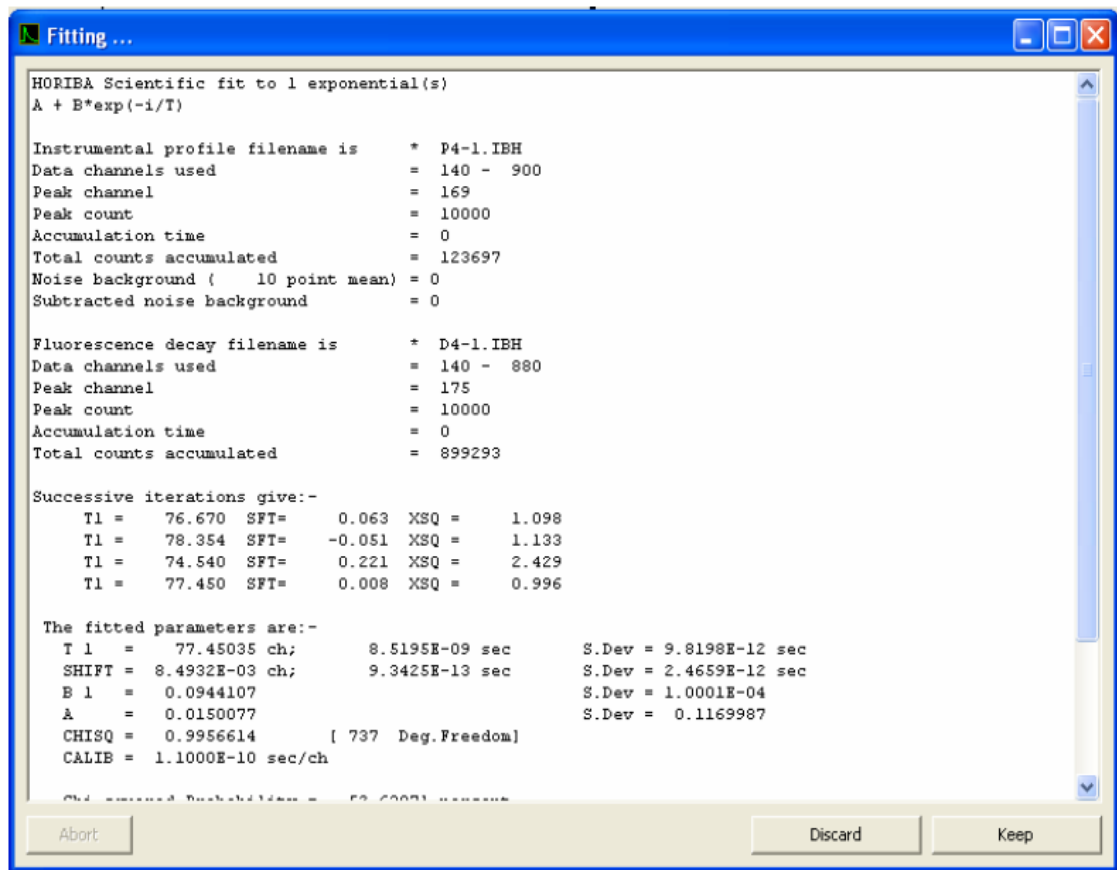 Fitting ...
HORIBA Scientific fit to 1 exponential(s)
A + B*exp(-i/T)
Instrumental profile filename is * P4-1.IBH
Data channels used = 140 - 900
Peak channel = 169
Peak count = 10000
Accumulation time = 0
Total counts accumulated = 123697
Noise background ( 10 point mean) = 0
Subtracted noise background = 0
Fluorescence decay filename is * D4-1.IBH
Data channels used = 140 - 880
Peak channel = 175
Peak count = 10000
Accumulation time = 0
Total counts accumulated = 899293
Successive iterations give:-
T1 = 76.670 SFT= 0.063 XSQ = 1.098
T1 = 78.354 SFT= -0.051 XSQ = 1.133
T1 = 74.540 SFT= 0.221 XSQ = 2.429
T1 = 77.450 SFT= 0.008 XSQ = 0.996
The fitted parameters are:-
T 1 = 77.45035 ch; 8.5195E-09 sec S.Dev = 9.8198E-12 sec
SHIFT = 8.4932E-03 ch; 9.3425E-13 sec S.Dev = 2.4659E-12 sec
B 1 = 0.0944107 S.Dev = 1.0001E-04
A = 0.0150077 S.Dev = 0.1169987
CHISQ = 0.9956614 [ 737 Deg.Freedom]
CALIB = 1.1000E-10 sec/ch
Abort Discard Keep